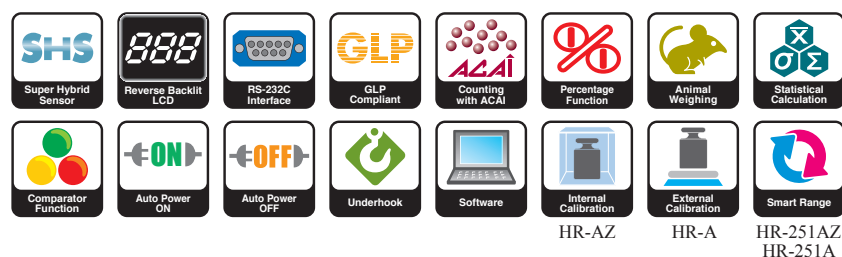 SHS
Super Hybrid
Sensor
888
Reverse Backlit
LCD
RS-232C
Interface
GLP
GLP
Compliant
ACAÎ
Counting
with ACAI
%
Percentage
Function
Animal
Weighing
X̄
σ Σ
Statistical
Calculation
Comparator
Function
ON
Auto Power
ON
OFF
Auto Power
OFF
Underhook
Software
Internal
Calibration
HR-AZ
External
Calibration
HR-A
Smart Range
HR-251AZ
HR-251A